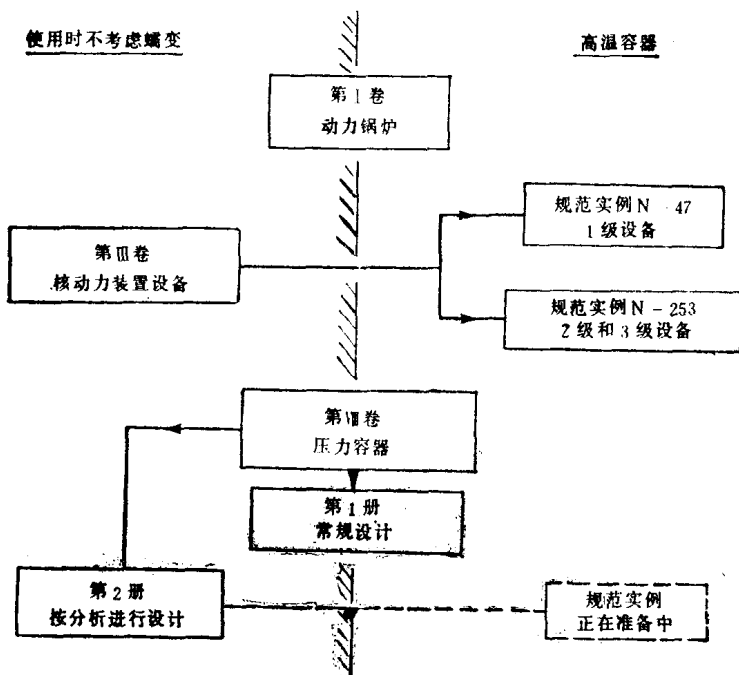 使用时不考虑蠕变
高温容器
第Ⅰ卷
动力锅炉
规范实例N-47
1级设备
第Ⅲ卷
核动力装置设备
规范实例N-253
2级和3级设备
第Ⅷ卷
压力容器
第1册
常规设计
第2册
按分析进行设计
规范实例
正在准备中